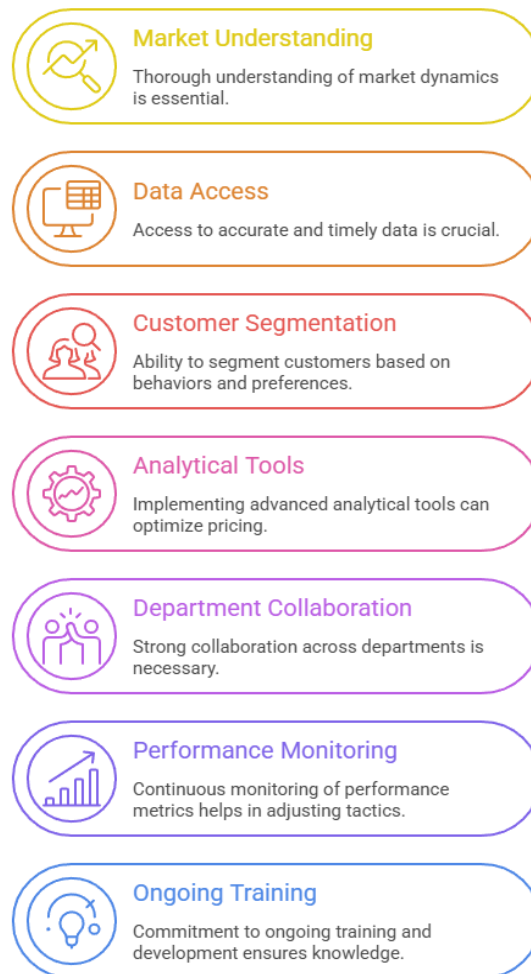 Market Understanding
Thorough understanding of market dynamics
is essential.
Data Access
Access to accurate and timely data is crucial.
Customer Segmentation
Ability to segment customers based on
behaviors and preferences.
Analytical Tools
Implementing advanced analytical tools can
optimize pricing.
Department Collaboration
Strong collaboration across departments is
necessary.
Performance Monitoring
Continuous monitoring of performance
metrics helps in adjusting tactics.
Ongoing Training
Commitment to ongoing training and
development ensures knowledge.